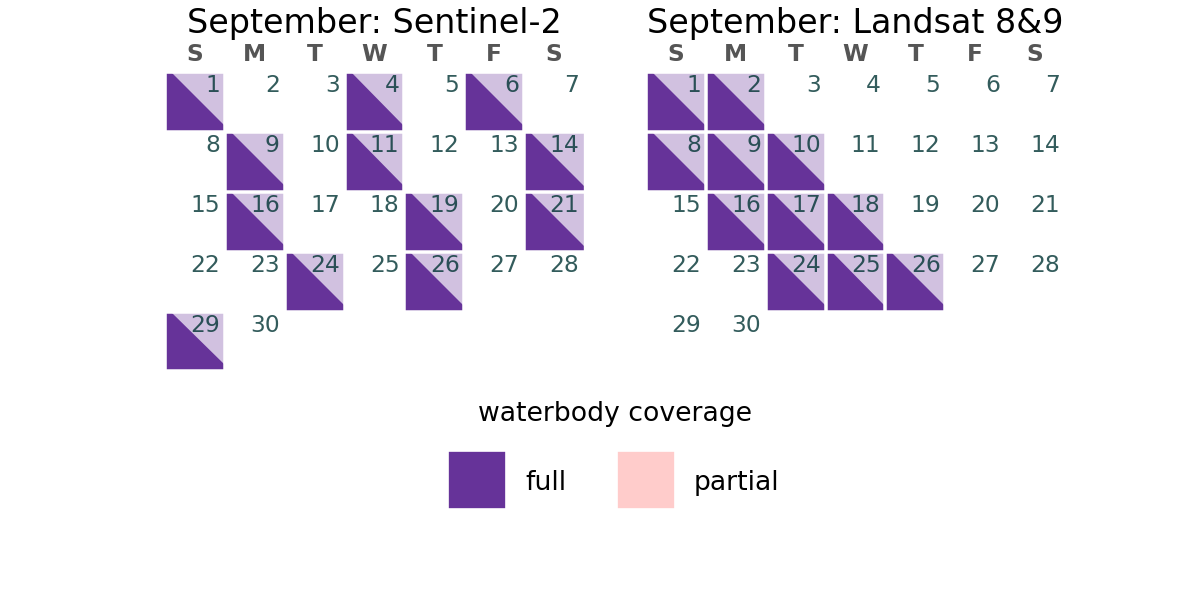 September: Sentinel-2
S M T W T F S
1 2 3 4 5 6 7
8 9 10 11 12 13 14
15 16 17 18 19 20 21
22 23 24 25 26 27 28
29 30
September: Landsat 8&9
S M T W T F S
1 2 3 4 5 6 7
8 9 10 11 12 13 14
15 16 17 18 19 20 21
22 23 24 25 26 27 28
29 30
waterbody coverage
full partial